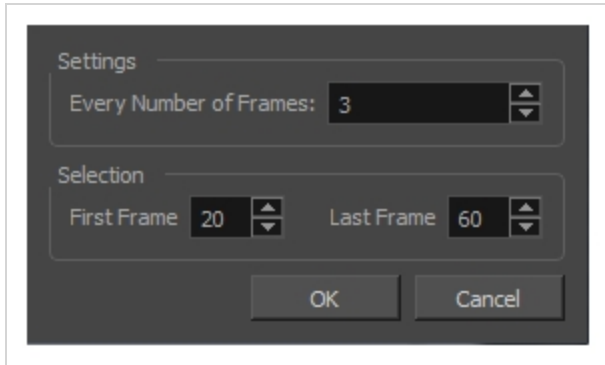 Settings
Every Number of Frames: 3
Selection
First Frame 20 Last Frame 60
OK Cancel